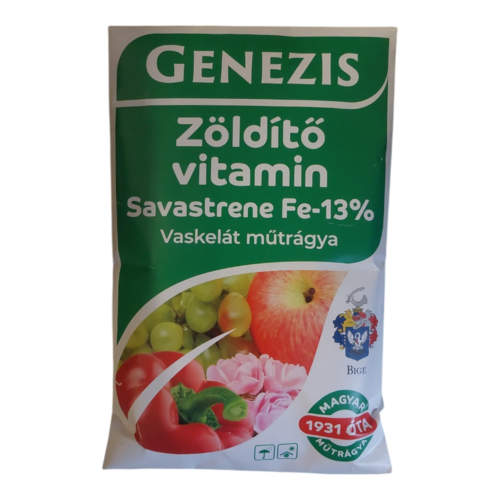 GENEZIS
Zöldítő
vitamin
Savastrene Fe-13%
Vaskelát műtrágya
BIGE
MAGYAR
1931 ÓTA
MŰTRÁGYA